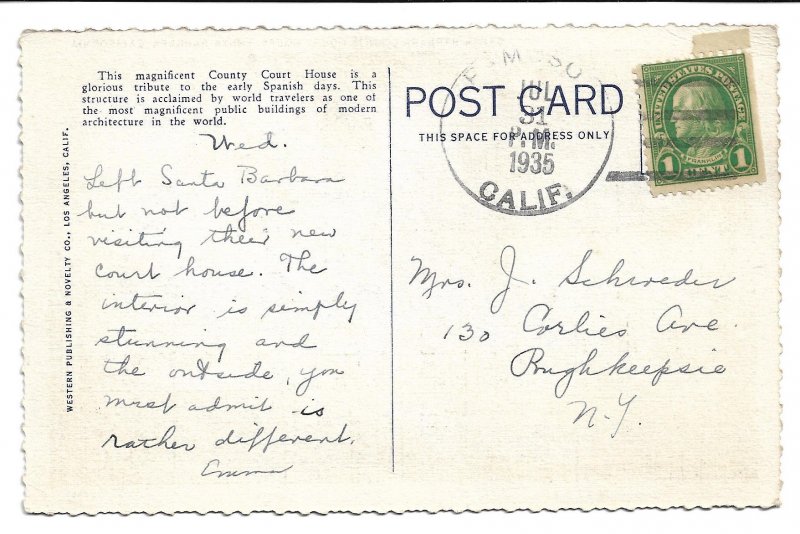 This magnificent County Court House is a
glorious tribute to the early Spanish days. This
structure is acclaimed by world travelers as one of
the most magnificent public buildings of modern
architecture in the world.
WESTERN PUBLISHING & NOVELTY CO., LOS ANGELES, CALIF.
Wed.
Left Santa Barbara
but not before
visiting their new
court house. The
interior is simply
stunning and
the outside, you
must admit is
rather different.
Emma
POST CARD
THIS SPACE FOR ADDRESS ONLY
JUL
31
P.M.
1935
CALIF.
UNITED STATES POSTAGE
FRANKLIN
1 CENT 1
Mrs. J. Schroeder
130 Corlies Ave.
Poughkeepsie
N.Y.